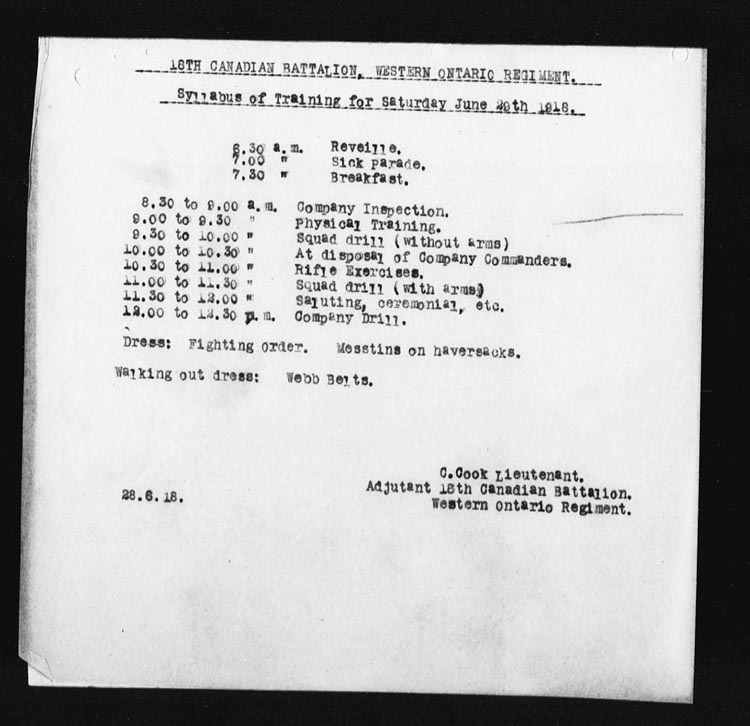 18TH CANADIAN BATTALION, WESTERN ONTARIO REGIMENT.
Syllabus of Training for Saturday June 29th 1918.
6.30 a.m. Reveille.
7.00 " Sick Parade.
7.30 " Breakfast.
8.30 to 9.00 a.m. Company Inspection.
9.00 to 9.30 " Physical Training.
9.30 to 10.00 " Squad drill (without arms)
10.00 to 10.30 " At disposal of Company Commanders.
10.30 to 11.00 " Rifle Exercises.
11.00 to 11.30 " Squad drill (with arms)
11.30 to 12.00 " Saluting, ceremonial, etc.
12.00 to 12.30 p.m. Company Drill.
Dress: Fighting order. Messtins on haversacks.
Walking out dress: Webb Belts.
C.Cook Lieutenant.
28.6.18. Adjutant 18th Canadian Battalion.
Western Ontario Regiment.